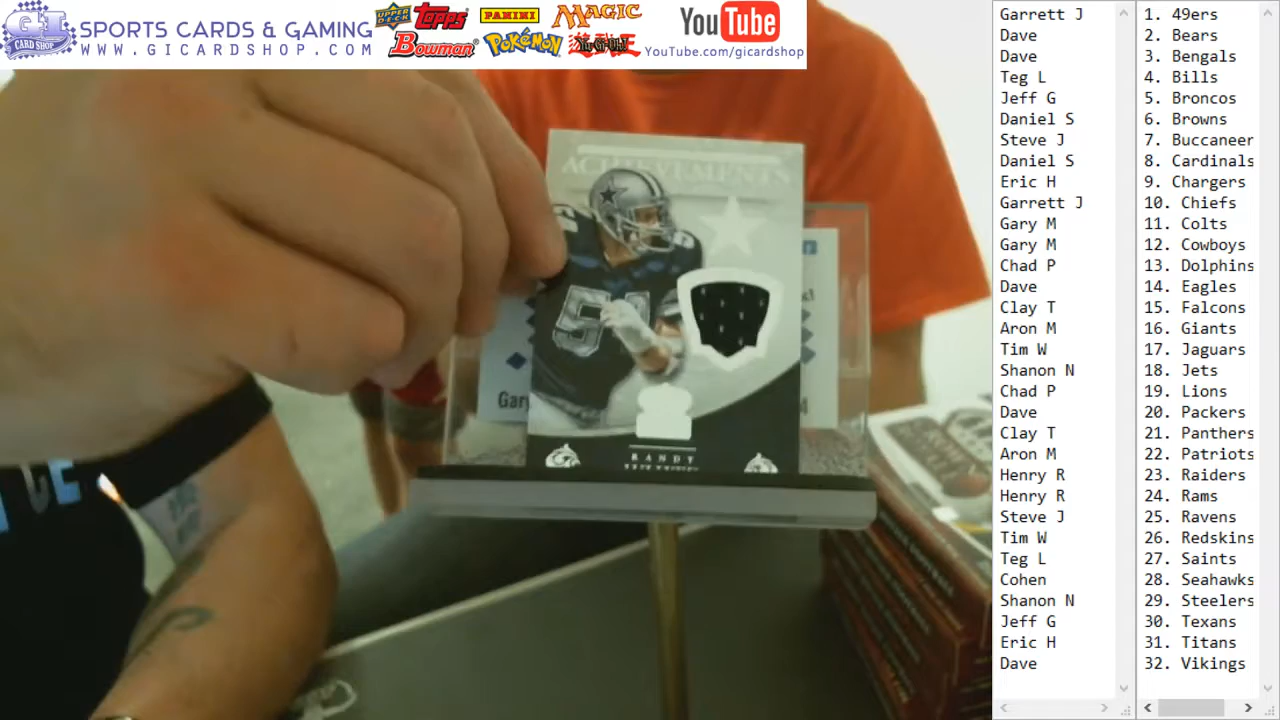 GI
CARD SHOP
SPORTS CARDS & GAMING
WWW.GICARDSHOP.COM
UPPER DECK
Topps
Bowman
PANINI
Pokémon
MAGIC
Yu-Gi-Oh!
YouTube
YouTube.com/gicardshop
ACHIEVEMENTS
54
RANDY
Gary
Garrett J
Dave
Dave
Teg L
Jeff G
Daniel S
Steve J
Daniel S
Eric H
Garrett J
Gary M
Gary M
Chad P
Dave
Clay T
Aron M
Tim W
Shanon N
Chad P
Dave
Clay T
Aron M
Henry R
Henry R
Steve J
Tim W
Teg L
Cohen
Shanon N
Jeff G
Eric H
Dave
1. 49ers
2. Bears
3. Bengals
4. Bills
5. Broncos
6. Browns
7. Buccaneer
8. Cardinals
9. Chargers
10. Chiefs
11. Colts
12. Cowboys
13. Dolphins
14. Eagles
15. Falcons
16. Giants
17. Jaguars
18. Jets
19. Lions
20. Packers
21. Panthers
22. Patriots
23. Raiders
24. Rams
25. Ravens
26. Redskins
27. Saints
28. Seahawks
29. Steelers
30. Texans
31. Titans
32. Vikings